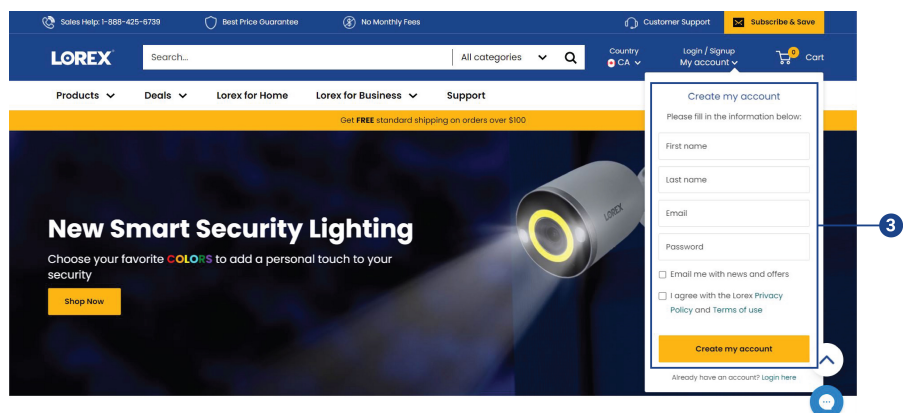 Sales Help: 1-888-425-6739
Best Price Guarantee
No Monthly Fees
Customer Support
Subscribe & Save
LOREX
Search...
All categories
Country
CA
Login / Signup
My account
0
Cart
Products
Deals
Lorex for Home
Lorex for Business
Support
Get FREE standard shipping on orders over $100
Create my account
Please fill in the information below:
First name
Last name
Email
Password
Email me with news and offers
I agree with the Lorex Privacy
Policy and Terms of use
Create my account
Already have an account? Login here
3
LOREX
New Smart Security Lighting
Choose your favorite COLORS to add a personal touch to your
security
Shop Now